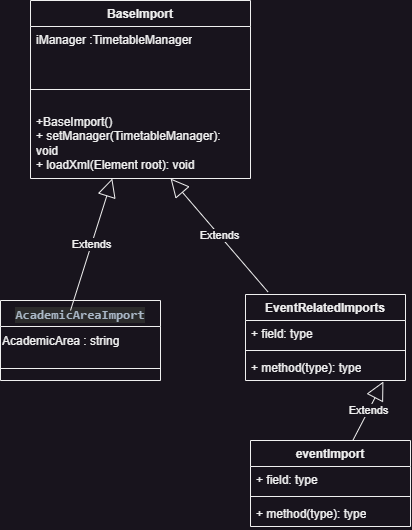 BaseImport
iManager :TimetableManager
+BaseImport()
+ setManager(TimetableManager):
void
+ loadXml(Element root): void
Extends
Extends
AcademicAreaImport
AcademicArea : string
EventRelatedImports
+ field: type
+ method(type): type
Extends
eventImport
+ field: type
+ method(type): type